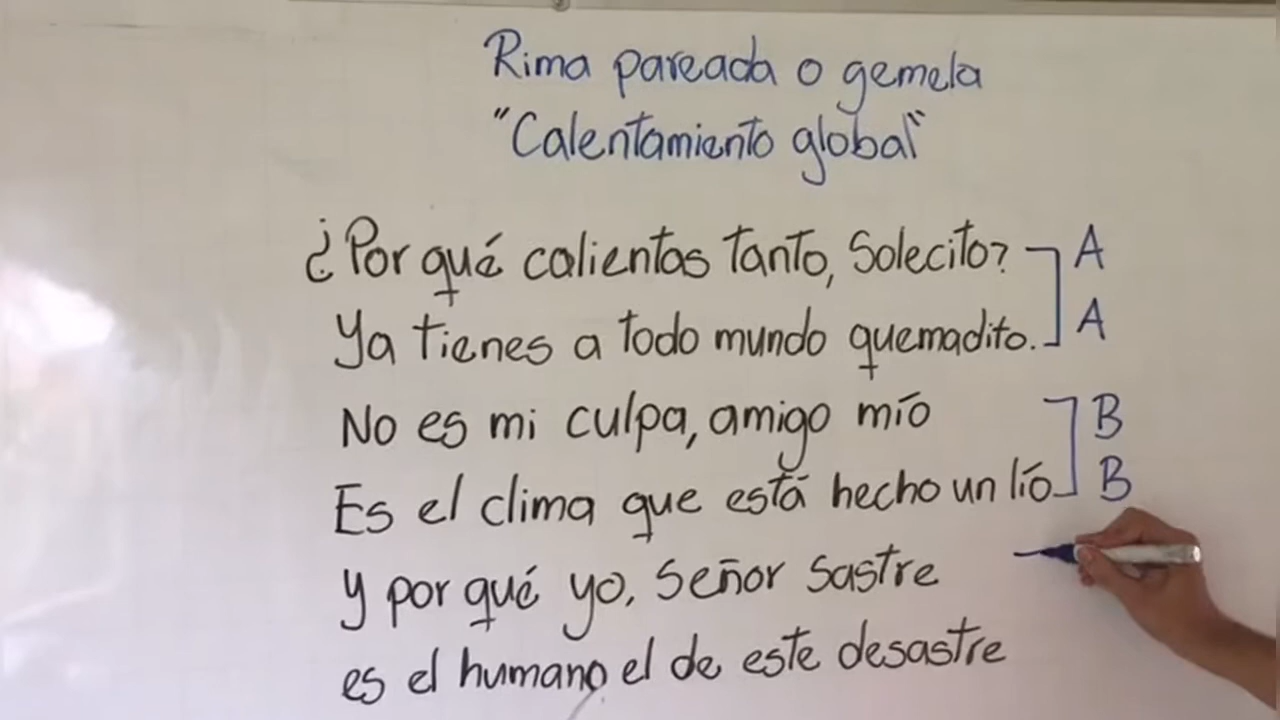 Rima pareada o gemela
"Calentamiento global"
¿Por qué calientas tanto, Solecito? A
Ya tienes a todo mundo quemadito. A
No es mi culpa, amigo mío B
Es el clima que está hecho un lío B
y por qué yo, Señor Sastre
es el humano el de este desastre